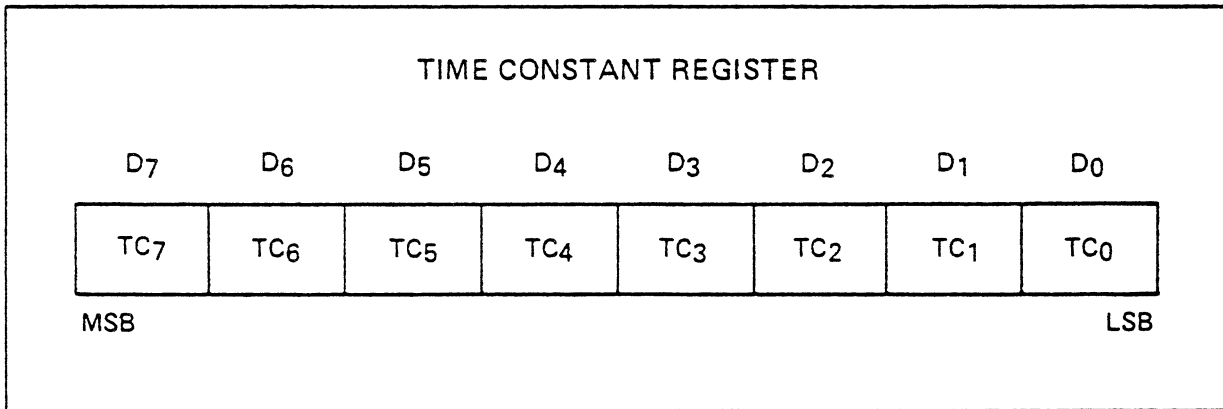 TIME CONSTANT REGISTER
D7 D6 D5 D4 D3 D2 D1 D0
TC7 TC6 TC5 TC4 TC3 TC2 TC1 TC0
MSB LSB